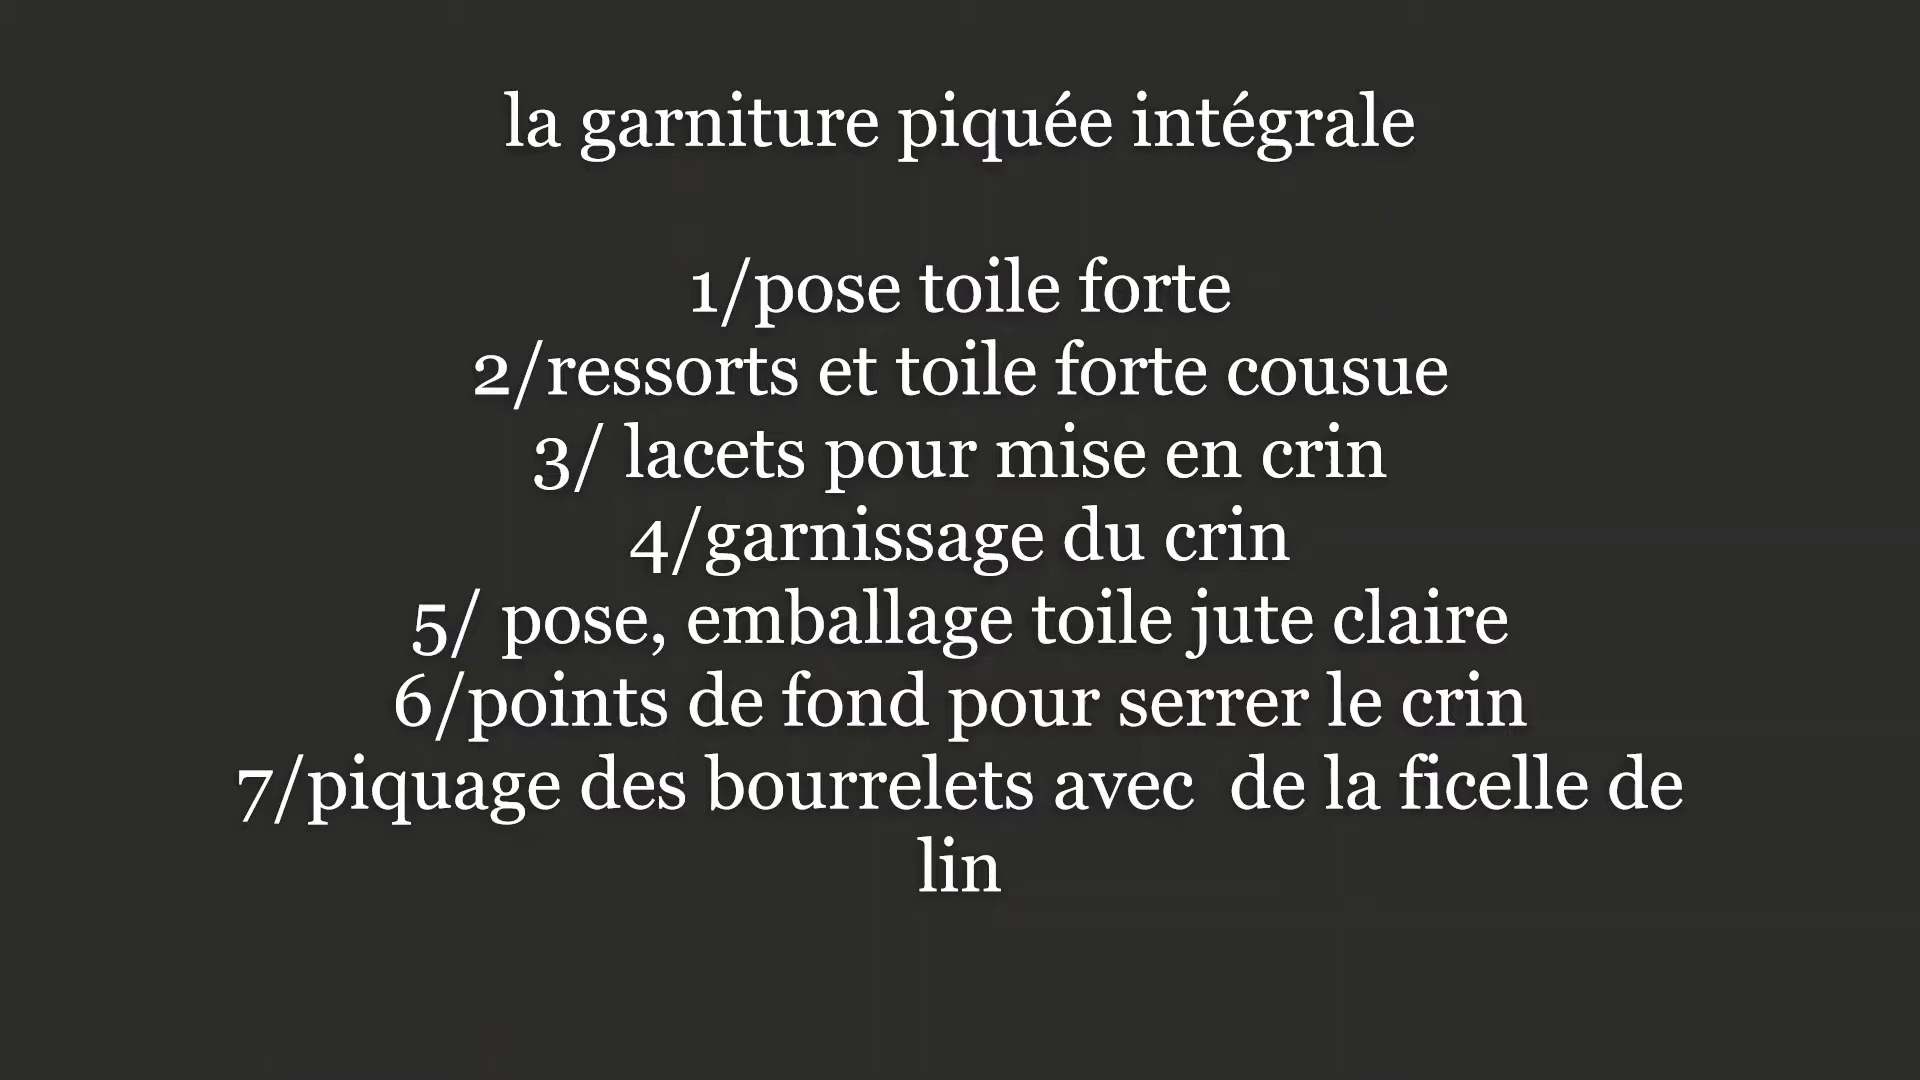 la garniture piquée intégrale
1/pose toile forte
2/ressorts et toile forte cousue
3/ lacets pour mise en crin
4/garnissage du crin
5/ pose, emballage toile jute claire
6/points de fond pour serrer le crin
7/piquage des bourrelets avec  de la ficelle de
lin